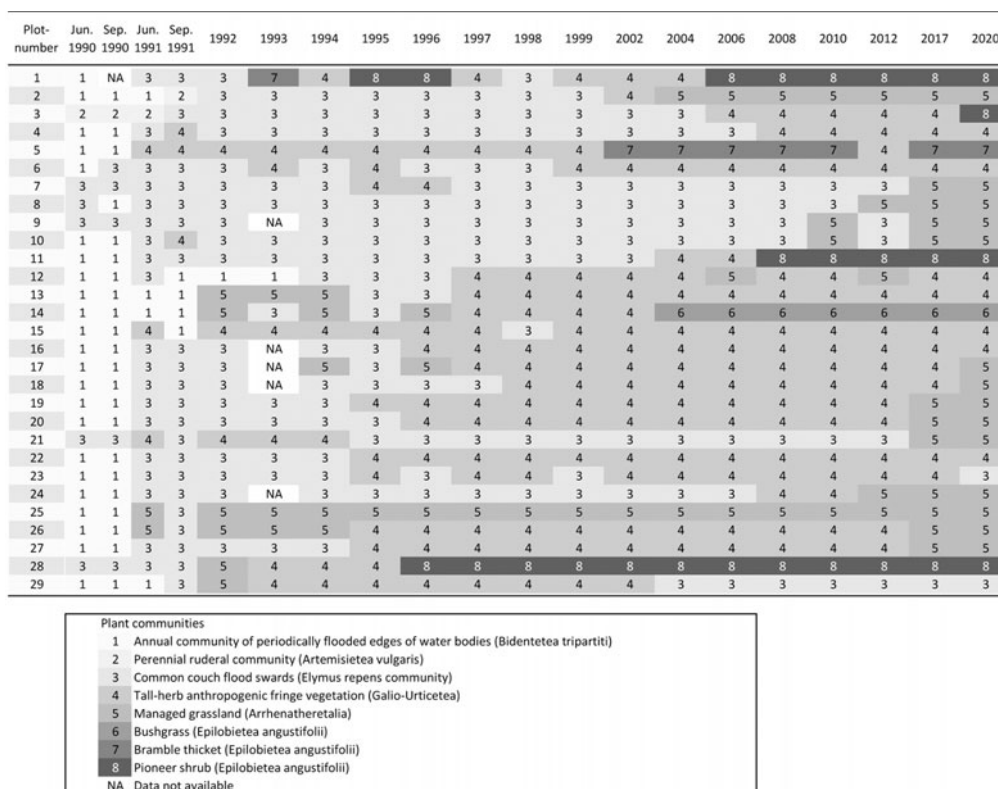 Plot-number Jun. 1990 Sep. 1990 Jun. 1991 Sep. 1991 1992 1993 1994 1995 1996 1997 1998 1999 2002 2004 2006 2008 2010 2012 2017 2020
1 1 NA 3 3 3 7 4 8 8 4 3 4 4 4 8 8 8 8 8 8
2 1 1 1 2 3 3 3 3 3 3 3 3 4 5 5 5 5 5 5 5
3 2 2 2 3 3 3 3 3 3 3 3 3 3 3 4 4 4 4 4 8
4 1 1 3 4 3 3 3 3 3 3 3 3 3 3 3 4 4 4 4 4
5 1 1 4 4 4 4 4 4 4 4 4 4 7 7 7 7 7 4 7 7
6 1 3 3 3 3 4 3 4 3 3 3 4 4 4 4 4 4 4 4 4
7 3 3 3 3 3 3 3 4 4 3 3 3 3 3 3 3 3 3 5 5
8 3 1 3 3 3 3 3 3 3 3 3 3 3 3 3 3 3 5 5 5
9 3 3 3 3 3 NA 3 3 3 3 3 3 3 3 3 3 5 3 5 5
10 1 1 3 4 3 3 3 3 3 3 3 3 3 3 3 3 5 3 5 5
11 1 1 3 3 3 3 3 3 3 3 3 3 3 4 4 8 8 8 8 8
12 1 1 3 1 1 1 3 3 3 4 4 4 4 4 5 4 4 5 4 4
13 1 1 1 1 5 5 5 3 3 4 4 4 4 4 4 4 4 4 4 4
14 1 1 1 1 5 3 5 3 5 4 4 4 4 6 6 6 6 6 6 6
15 1 1 4 1 4 4 4 4 4 4 3 4 4 4 4 4 4 4 4 4
16 1 1 3 3 3 NA 3 3 4 4 4 4 4 4 4 4 4 4 4 4
17 1 1 3 3 3 NA 5 3 5 4 4 4 4 4 4 4 4 4 4 5
18 1 1 3 3 3 NA 3 3 3 3 4 4 4 4 4 4 4 4 4 5
19 1 1 3 3 3 3 3 4 4 4 4 4 4 4 4 4 4 4 5 5
20 1 1 3 3 3 3 3 3 4 4 4 4 4 4 4 4 4 4 5 5
21 3 3 4 3 4 4 4 3 3 3 3 3 3 3 3 3 3 3 5 5
22 1 1 3 3 3 3 3 4 4 4 4 4 4 4 4 4 4 4 4 4
23 1 1 3 3 3 3 3 4 3 4 4 3 4 4 4 4 4 4 4 3
24 1 1 3 3 3 NA 3 3 3 3 3 3 3 3 3 4 4 5 5 5
25 1 1 5 3 5 5 5 5 5 5 5 5 5 5 5 5 5 5 5 5
26 1 1 5 3 5 5 5 4 4 4 4 4 4 4 4 4 4 4 5 5
27 1 1 3 3 3 3 3 4 4 4 4 4 4 4 4 4 4 4 5 5
28 3 3 3 3 5 4 4 4 8 8 8 8 8 8 8 8 8 8 8 8
29 1 1 1 3 5 4 4 4 4 4 4 4 4 3 3 3 3 3 3 3
Plant communities
1 Annual community of periodically flooded edges of water bodies (Bidentetea tripartiti)
2 Perennial ruderal community (Artemisietea vulgaris)
3 Common couch flood swards (Elymus repens community)
4 Tall-herb anthropogenic fringe vegetation (Galio-Urticetea)
5 Managed grassland (Arrhenatheretalia)
6 Bushgrass (Epilobietea angustifolii)
7 Bramble thicket (Epilobietea angustifolii)
8 Pioneer shrub (Epilobietea angustifolii)
NA Data not available